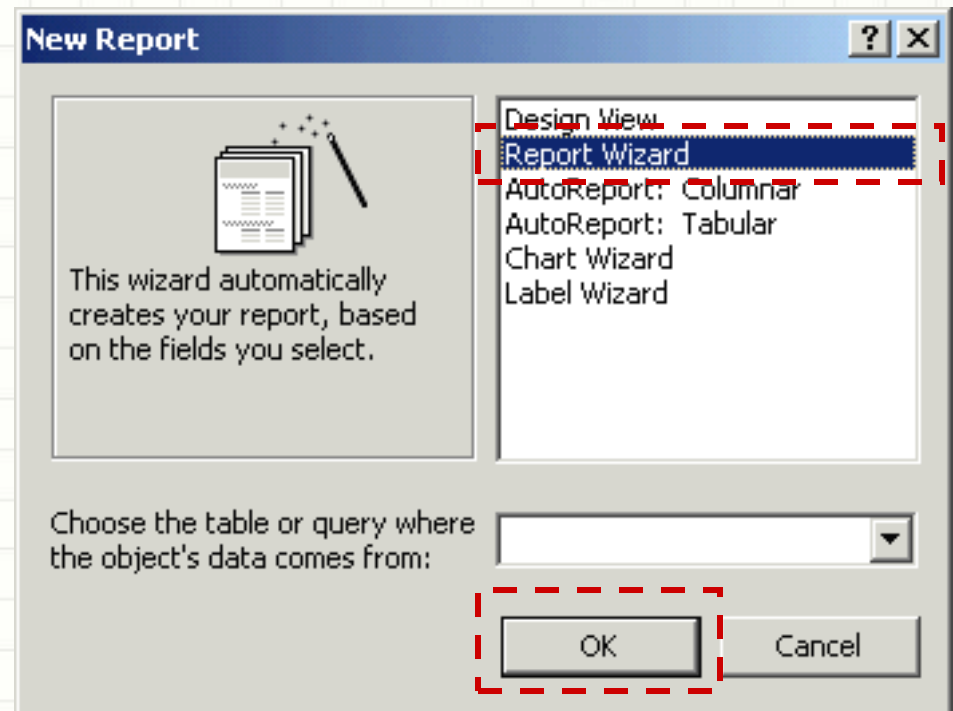 New Report
Design View
Report Wizard
AutoReport: Columnar
AutoReport: Tabular
Chart Wizard
Label Wizard
This wizard automatically
creates your report, based
on the fields you select.
Choose the table or query where
the object's data comes from:
OK
Cancel